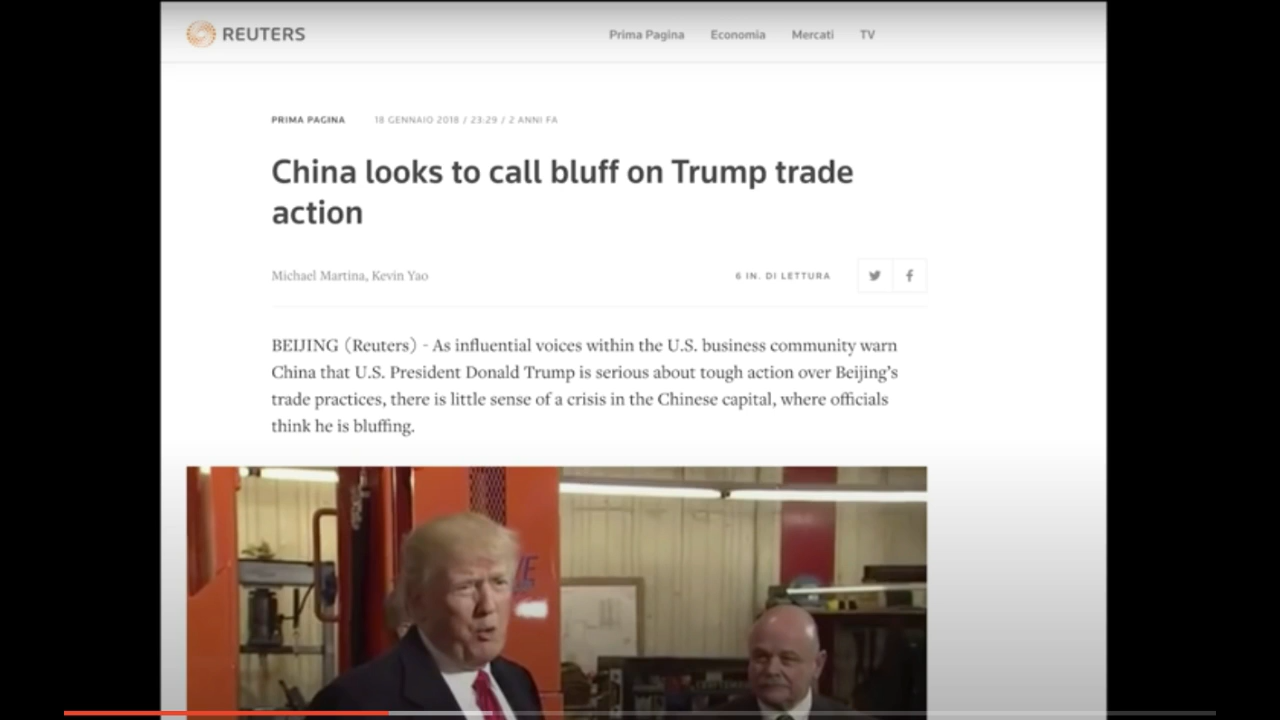 REUTERS
Prima Pagina Economia Mercati TV
PRIMA PAGINA 18 GENNAIO 2018 / 23:29 / 2 ANNI FA
China looks to call bluff on Trump trade
action
Michael Martina, Kevin Yao 6 IN. DI LETTURA
BEIJING (Reuters) - As influential voices within the U.S. business community warn
China that U.S. President Donald Trump is serious about tough action over Beijing’s
trade practices, there is little sense of a crisis in the Chinese capital, where officials
think he is bluffing.